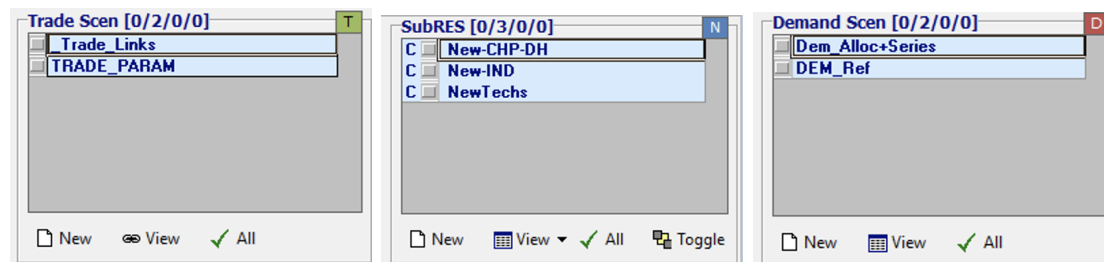 Trade Scen [0/2/0/0] T
_Trade_Links
TRADE_PARAM
New View All
SubRES [0/3/0/0] N
C New-CHP-DH
C New-IND
C NewTechs
New View All Toggle
Demand Scen [0/2/0/0] D
Dem_Alloc+Series
DEM_Ref
New View All